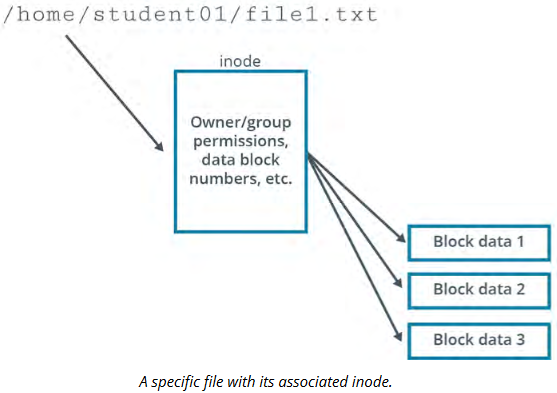 /home/student01/file1.txt
inode
Owner/group
permissions,
data block
numbers, etc.
Block data 1
Block data 2
Block data 3
A specific file with its associated inode.